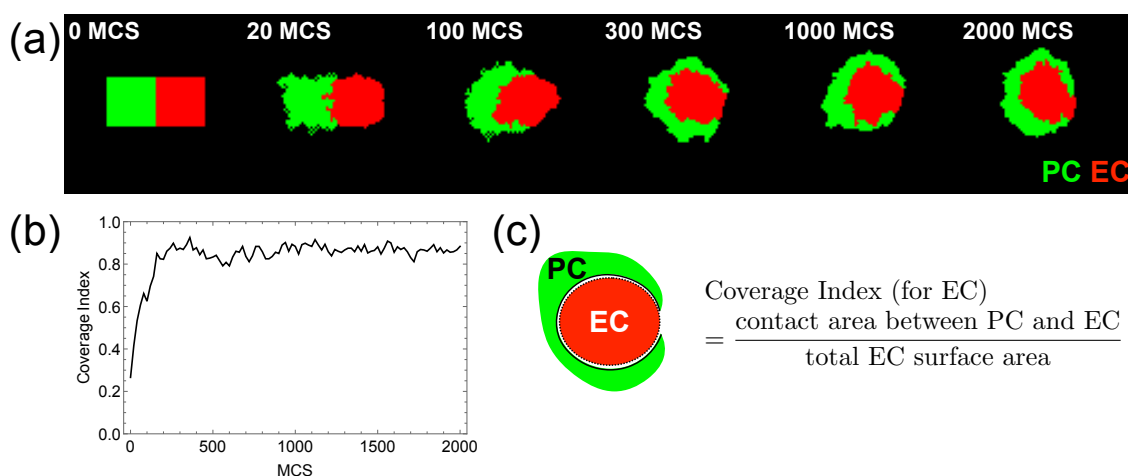 (a)
0 MCS 20 MCS 100 MCS 300 MCS 1000 MCS 2000 MCS
PC EC
(b)
1.0
0.8
0.6
0.4
0.2
0.0
Coverage Index
0 500 1000 1500 2000
MCS
(c)
PC
EC
Coverage Index (for EC)
= contact area between PC and EC
total EC surface area